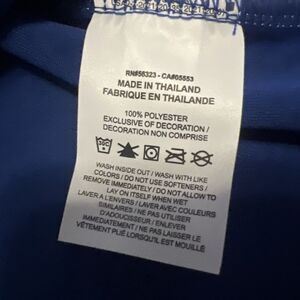 RN#56323 - CA#05553
MADE IN THAILAND
FABRIQUE EN THAILANDE
100% POLYESTER
EXCLUSIVE OF DECORATION /
DECORATION NON COMPRISE
30C
WASH INSIDE OUT / WASH WITH LIKE
COLORS / DO NOT USE SOFTENERS /
REMOVE IMMEDIATELY / DO NOT ALLOW TO
LAY ON ITSELF WHEN WET
LAVER A L'ENVERS / LAVER AVEC COULEURS
SIMILAIRES / NE PAS UTILISER
D'ADOUCISSEUR / ENLEVER
IMMEDIATEMENT / NE PAS LAISSER LE
VÊTEMENT PLIÉ LORSQU'IL EST MOUILLÉ